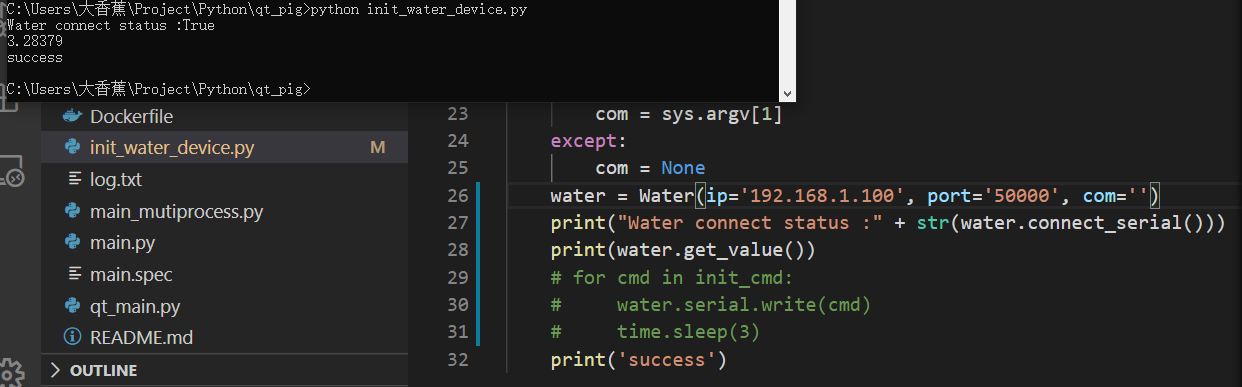 C:\Users\大香蕉\Project\Python\qt_pig>python init_water_device.py
Water connect status :True
3.28379
success
C:\Users\大香蕉\Project\Python\qt_pig>
Dockerfile
init_water_device.py M
log.txt
main_mutiprocess.py
main.py
main.spec
qt_main.py
README.md
OUTLINE
23 com = sys.argv[1]
24 except:
25 com = None
26 water = Water(ip='192.168.1.100', port='50000', com='')
27 print("Water connect status :" + str(water.connect_serial()))
28 print(water.get_value())
29 # for cmd in init_cmd:
30 #     water.serial.write(cmd)
31 #     time.sleep(3)
32 print('success')